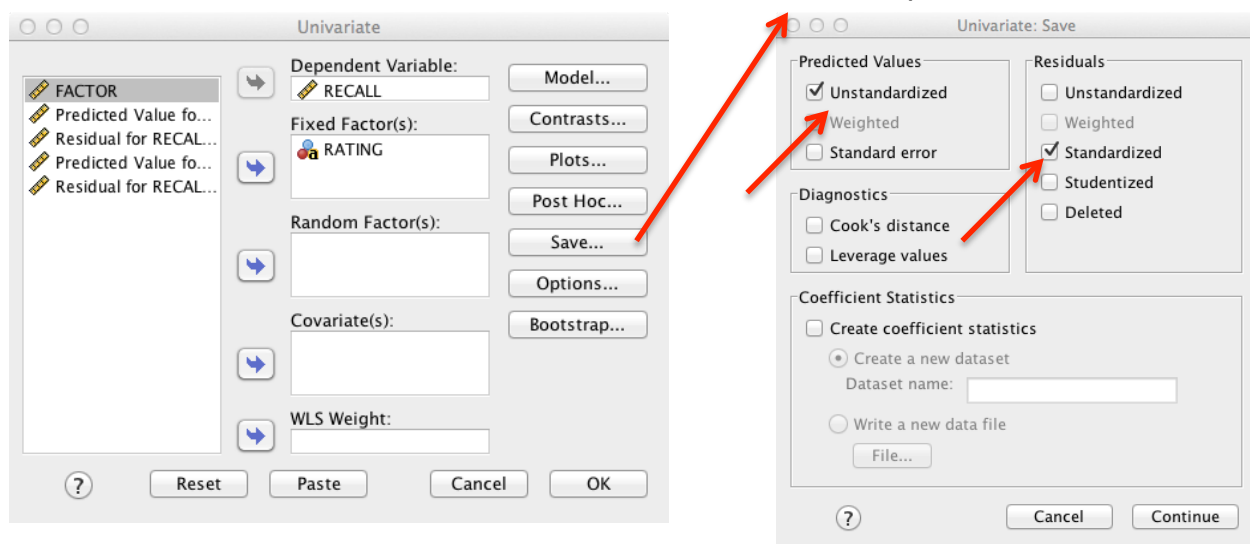 Univariate
FACTOR
Predicted Value fo...
Residual for RECAL...
Predicted Value fo...
Residual for RECAL...
Dependent Variable:
RECALL
Fixed Factor(s):
a RATING
Random Factor(s):
Covariate(s):
WLS Weight:
Model...
Contrasts...
Plots...
Post Hoc...
Save...
Options...
Bootstrap...
? Reset Paste Cancel OK
Univariate: Save
Predicted Values
Unstandardized
Weighted
Standard error
Diagnostics
Cook's distance
Leverage values
Residuals
Unstandardized
Weighted
Standardized
Studentized
Deleted
Coefficient Statistics
Create coefficient statistics
Create a new dataset
Dataset name:
Write a new data file
File...
? Cancel Continue